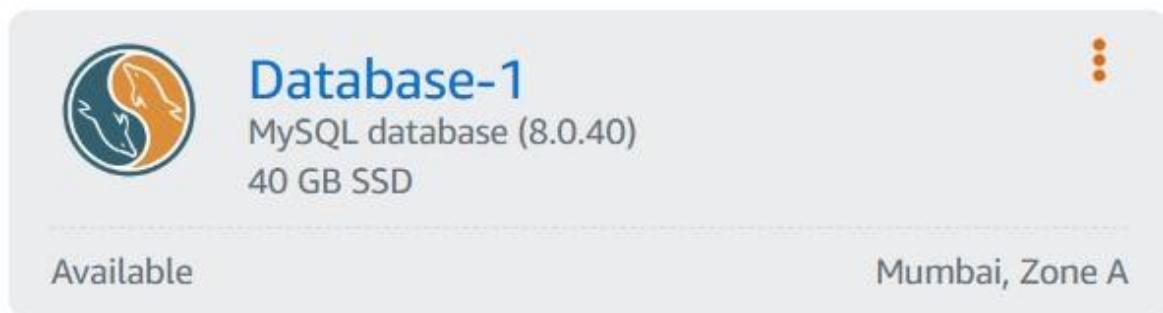 Database-1
MySQL database (8.0.40)
40 GB SSD
Available
Mumbai, Zone A